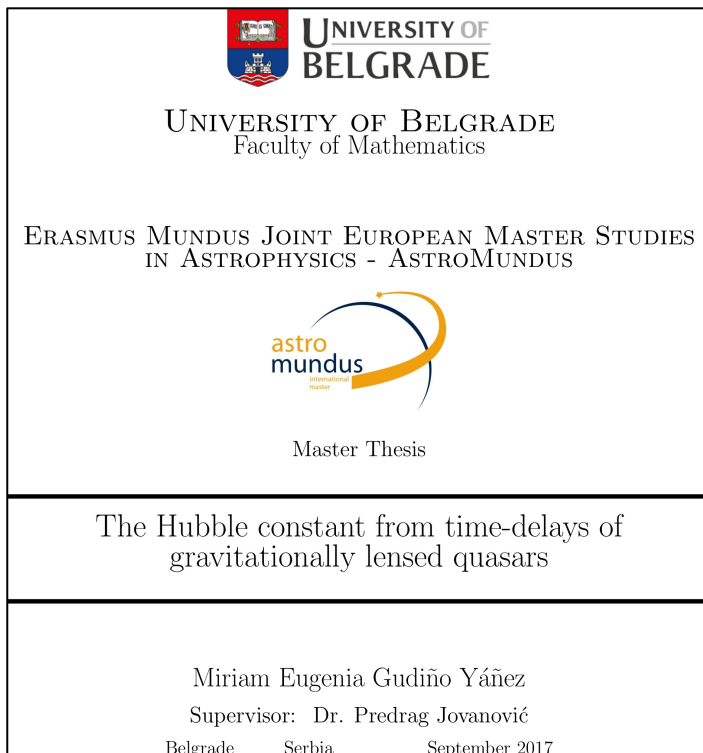 UNIVERSITY OF
BELGRADE
UNIVERSITY OF BELGRADE
Faculty of Mathematics
ERASMUS MUNDUS JOINT EUROPEAN MASTER STUDIES
IN ASTROPHYSICS - ASTROMUNDUS
astro
mundus
international
master
Master Thesis
The Hubble constant from time-delays of
gravitationally lensed quasars
Miriam Eugenia Gudiño Yáñez
Supervisor: Dr. Predrag Jovanović
Belgrade Serbia September 2017